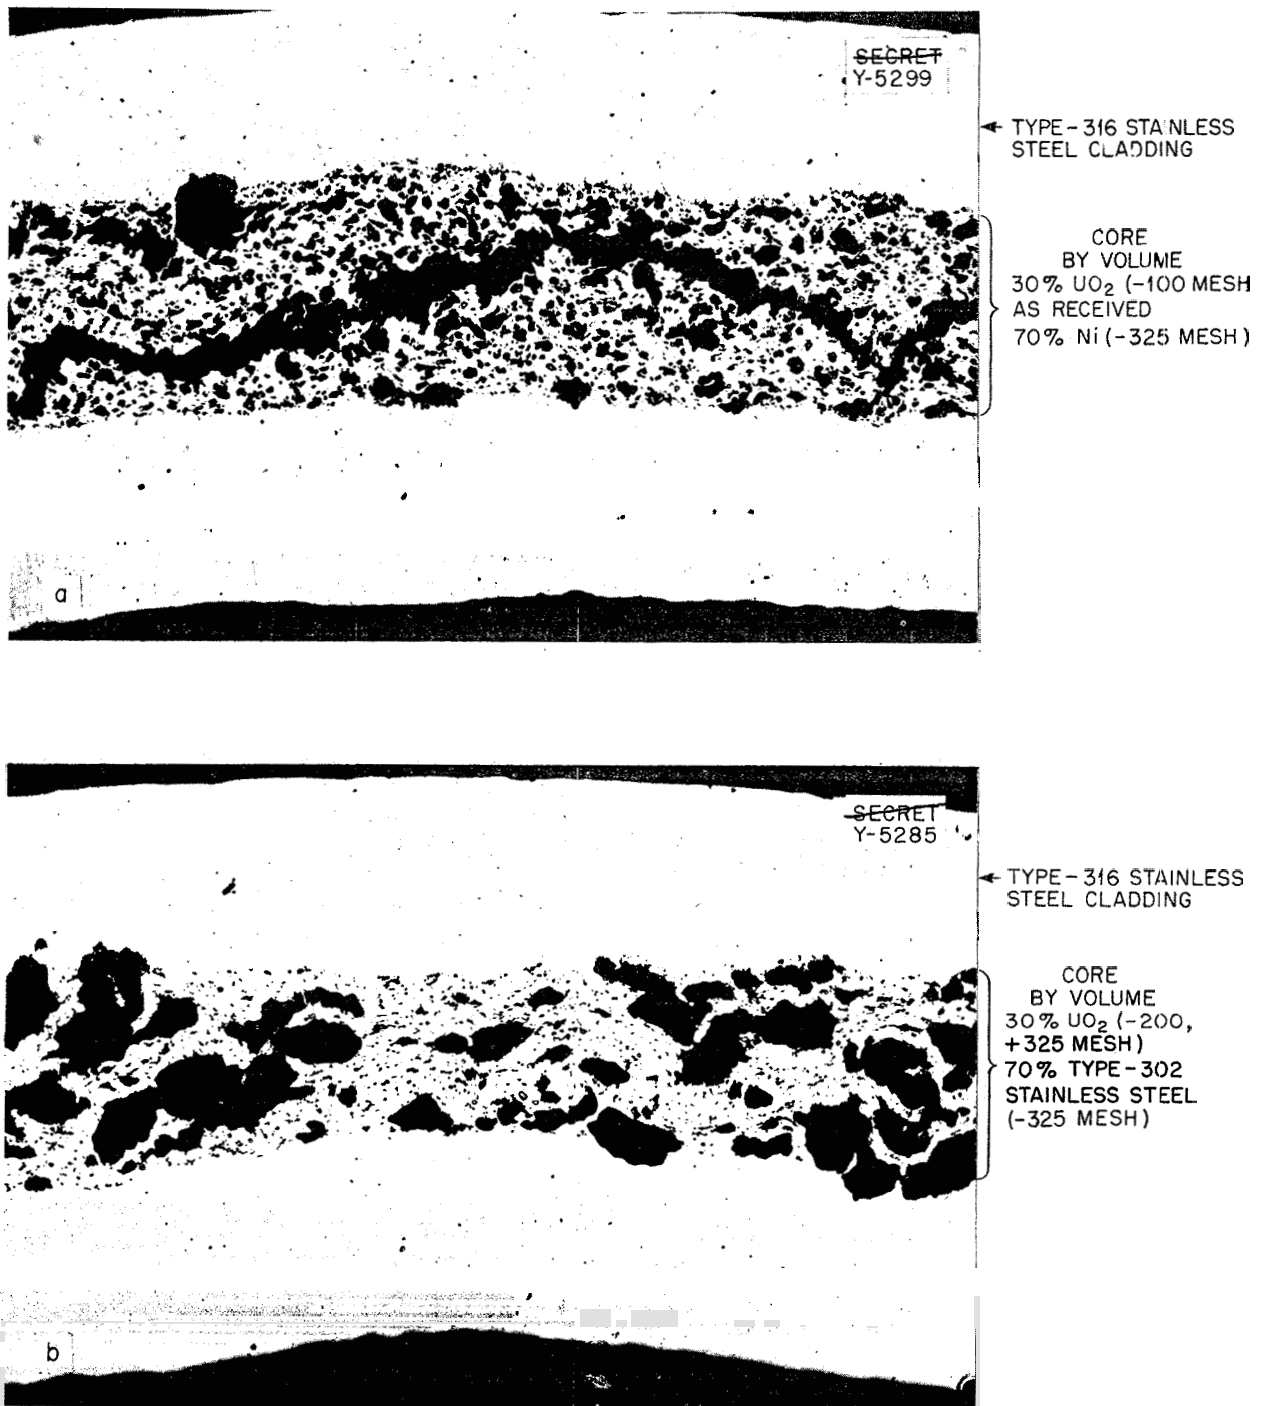 SECRET
Y-5299
TYPE-316 STAINLESS
STEEL CLADDING
CORE
BY VOLUME
30% UO₂ (-100 MESH
AS RECEIVED
70% Ni (-325 MESH)
a
SECRET
Y-5285
TYPE-316 STAINLESS
STEEL CLADDING
CORE
BY VOLUME
30% UO₂ (-200,
+325 MESH)
70% TYPE-302
STAINLESS STEEL
(-325 MESH)
b